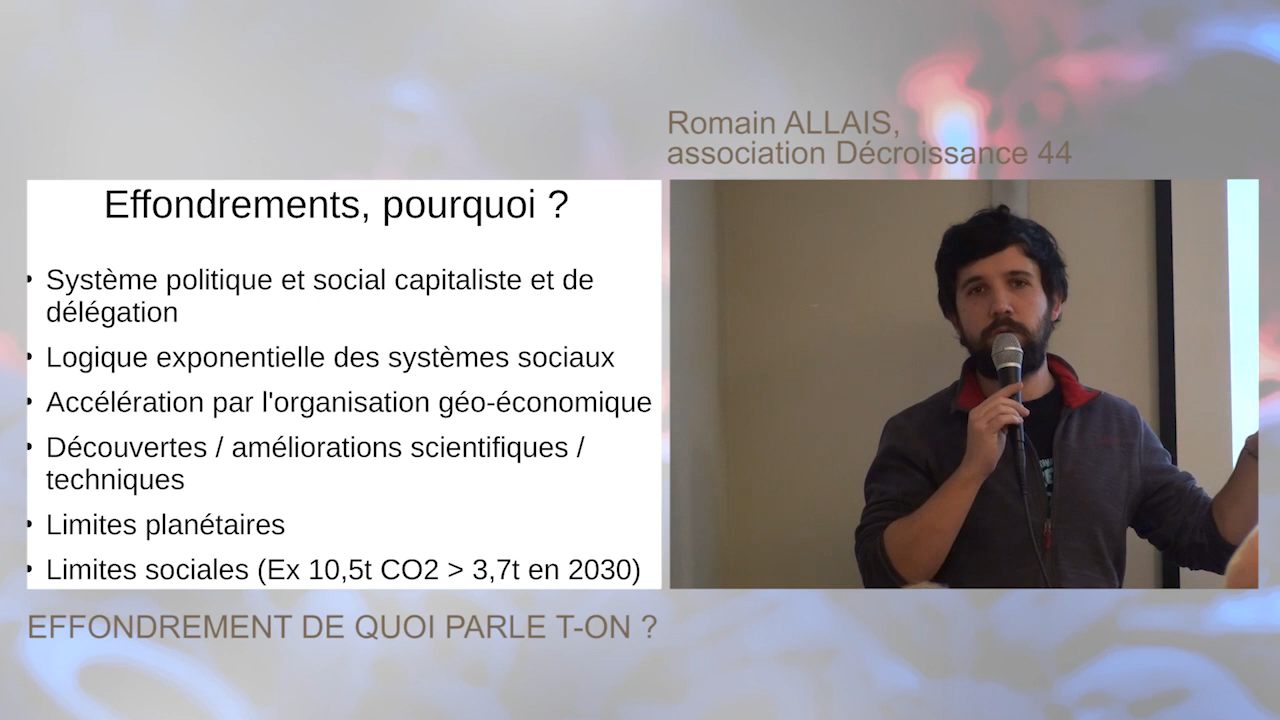 Romain ALLAIS,
association Décroissance 44
Effondrements, pourquoi ?
• Système politique et social capitaliste et de
délégation
• Logique exponentielle des systèmes sociaux
• Accélération par l'organisation géo-économique
• Découvertes / améliorations scientifiques /
techniques
• Limites planétaires
• Limites sociales (Ex 10,5t CO2 > 3,7t en 2030)
EFFONDREMENT DE QUOI PARLE T-ON ?